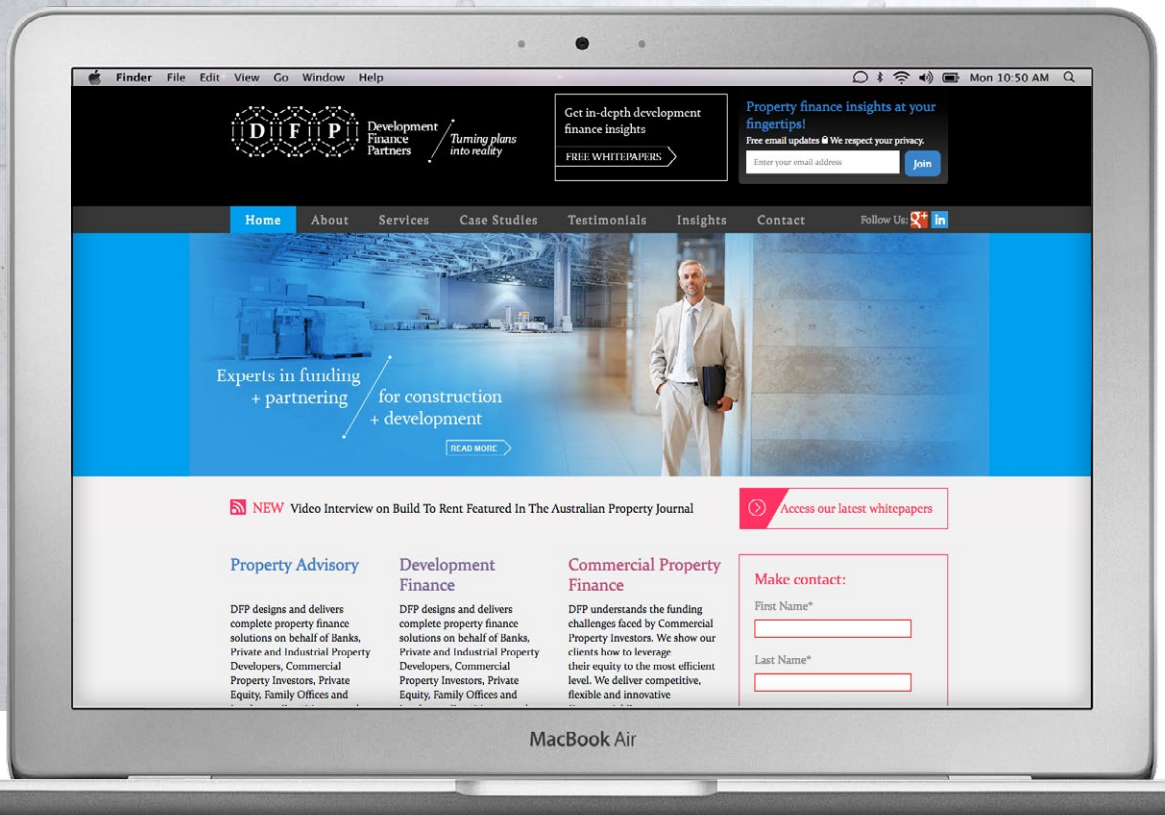 Finder File Edit View Go Window Help Mon 10:50 AM
D F P
Development
Finance
Partners
Turning plans
into reality
Get in-depth development
finance insights
FREE WHITEPAPERS
Property finance insights at your
fingertips!
Free email updates We respect your privacy.
Enter your email address
Join
Home About Services Case Studies Testimonials Insights Contact Follow Us: g+ in
Experts in funding
+ partnering
for construction
+ development
READ MORE
NEW Video Interview on Build To Rent Featured In The Australian Property Journal
Access our latest whitepapers
Property Advisory
DFP designs and delivers
complete property finance
solutions on behalf of Banks,
Private and Industrial Property
Developers, Commercial
Property Investors, Private
Equity, Family Offices and
Development
Finance
DFP designs and delivers
complete property finance
solutions on behalf of Banks,
Private and Industrial Property
Developers, Commercial
Property Investors, Private
Equity, Family Offices and
Commercial Property
Finance
DFP understands the funding
challenges faced by Commercial
Property Investors. We show our
clients how to leverage
their equity to the most efficient
level. We deliver competitive,
flexible and innovative
Make contact:
First Name*
Last Name*
MacBook Air